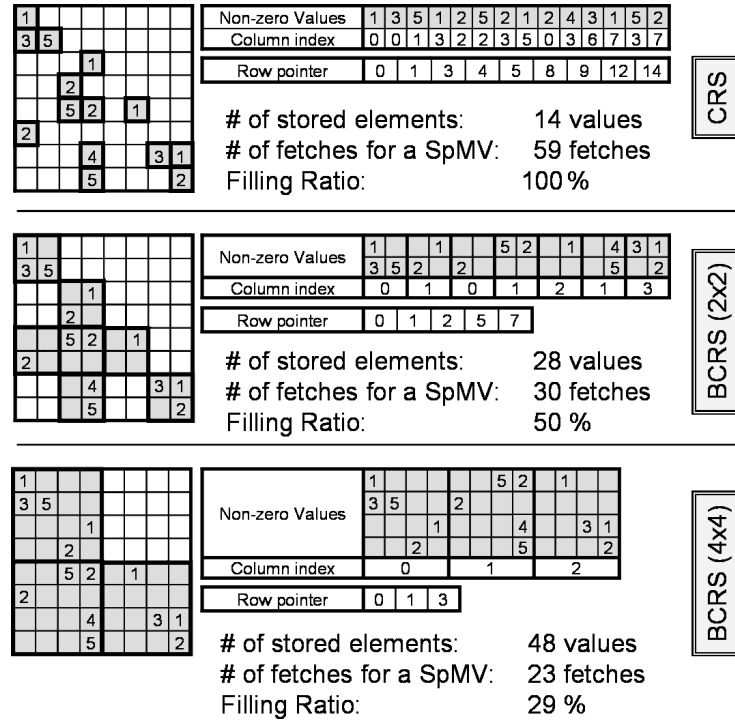 1
3 5
1
2
5 2 1
2
4 3 1
5 2
Non-zero Values 1 3 5 1 2 5 2 1 2 4 3 1 5 2
Column index 0 0 1 3 2 2 3 5 0 3 6 7 3 7
Row pointer 0 1 3 4 5 8 9 12 14
# of stored elements: 14 values
# of fetches for a SpMV: 59 fetches
Filling Ratio: 100 %
CRS
1
3 5
1
2
5 2 1
2
4 3 1
5 2
Non-zero Values
1 1 5 2 1 4 3 1
3 5 2 2 5 2
Column index 0 1 0 1 2 1 3
Row pointer 0 1 2 5 7
# of stored elements: 28 values
# of fetches for a SpMV: 30 fetches
Filling Ratio: 50 %
BCRS (2x2)
1
3 5
1
2
5 2 1
2
4 3 1
5 2
Non-zero Values
1 5 2 1
3 5 2
1 4 3 1
2 5 2
Column index 0 1 2
Row pointer 0 1 3
# of stored elements: 48 values
# of fetches for a SpMV: 23 fetches
Filling Ratio: 29 %
BCRS (4x4)